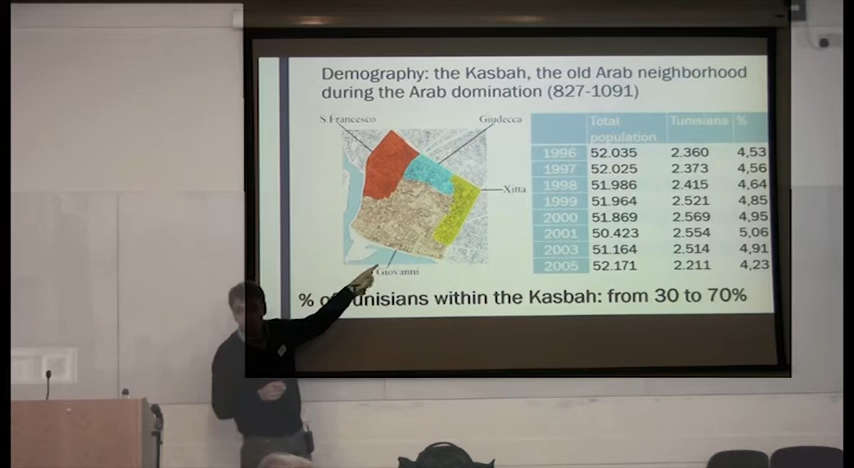 Demography: the Kasbah, the old Arab neighborhood
during the Arab domination (827-1091)
S.Francesco
Giudecca
Xitta
Giovanni
Total population Tunisians %
1996 52.035 2.360 4,53
1997 52.025 2.373 4,56
1998 51.986 2.415 4,64
1999 51.964 2.521 4,85
2000 51.869 2.569 4,95
2001 50.423 2.554 5,06
2003 51.164 2.514 4,91
2005 52.171 2.211 4,23
% of Tunisians within the Kasbah: from 30 to 70%